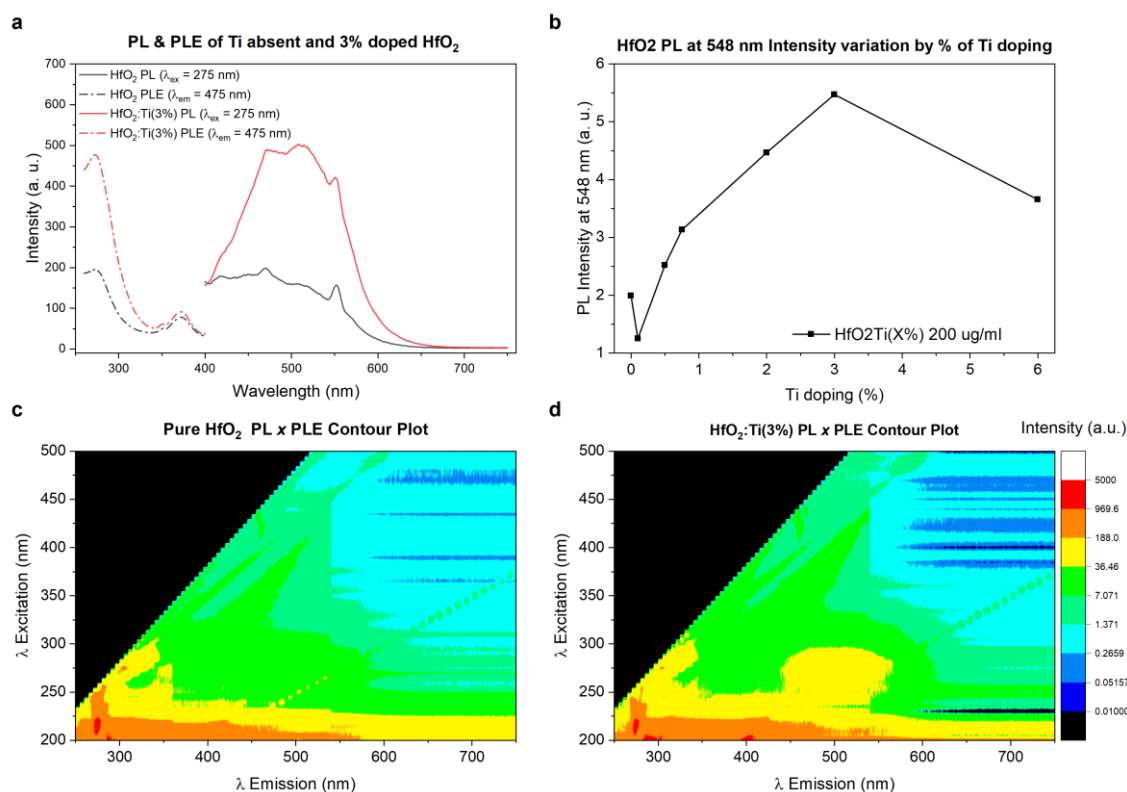 a
PL & PLE of Ti absent and 3% doped HfO₂
700
600
500
400
300
200
100
0
Intensity (a. u.)
HfO₂ PL (λex = 275 nm)
HfO₂ PLE (λem = 475 nm)
HfO₂:Ti(3%) PL (λex = 275 nm)
HfO₂:Ti(3%) PLE (λem = 475 nm)
300 400 500 600 700
Wavelength (nm)
b
HfO2 PL at 548 nm Intensity variation by % of Ti doping
6
5
4
3
2
1
PL Intensity at 548 nm (a. u.)
HfO2Ti(X%) 200 ug/ml
0 1 2 3 4 5 6
Ti doping (%)
c
Pure HfO₂ PL x PLE Contour Plot
500
450
400
350
300
250
200
λ Excitation (nm)
300 400 500 600 700
λ Emission (nm)
d
HfO₂:Ti(3%) PL x PLE Contour Plot
500
450
400
350
300
250
200
λ Excitation (nm)
300 400 500 600 700
λ Emission (nm)
Intensity (a.u.)
5000
969.6
188.0
36.46
7.071
1.371
0.2659
0.05157
0.01000